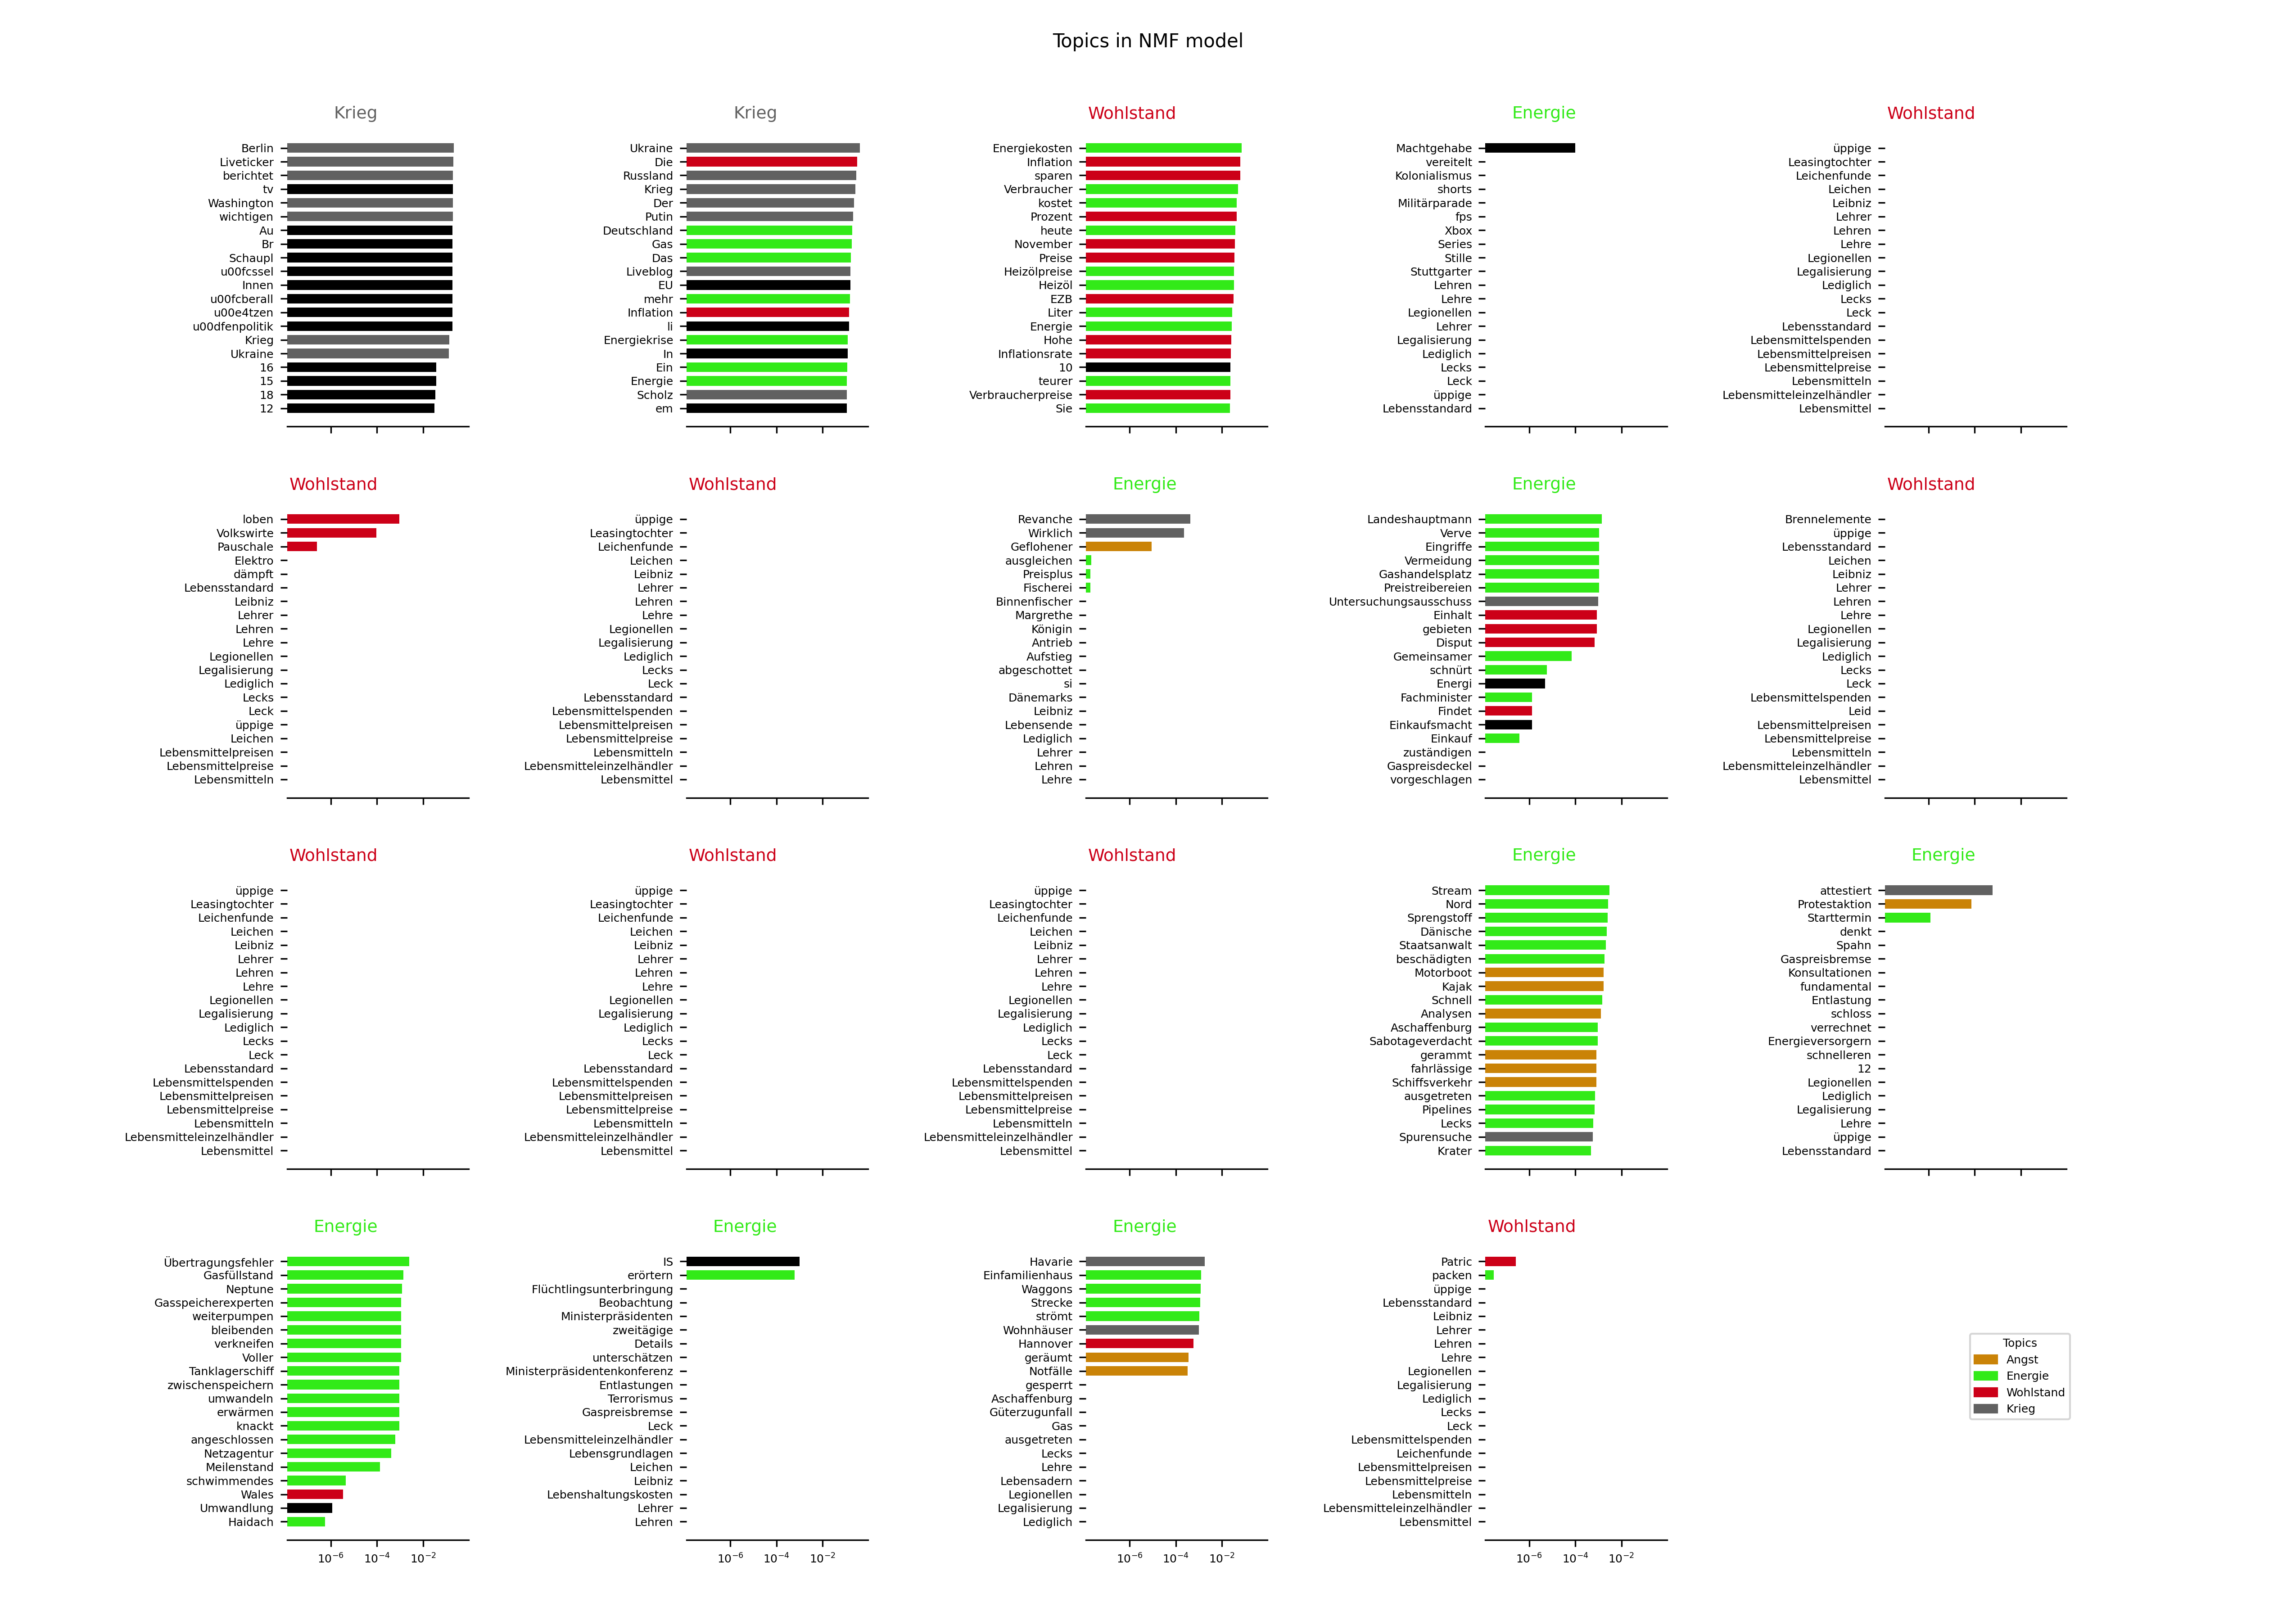 Topics in NMF model
Krieg
Berlin
Liveticker
berichtet
tv
Washington
wichtigen
Au
Br
Schaupl
u00fcssel
Innen
u00fcberall
u00e4tzen
u00dfenpolitik
Krieg
Ukraine
16
15
18
12
Krieg
Ukraine
Die
Russland
Krieg
Der
Putin
Deutschland
Gas
Das
Liveblog
EU
mehr
Inflation
li
Energiekrise
In
Ein
Energie
Scholz
em
Wohlstand
Energiekosten
Inflation
sparen
Verbraucher
kostet
Prozent
heute
November
Preise
Heizölpreise
Heizöl
EZB
Liter
Energie
Hohe
Inflationsrate
10
teurer
Verbraucherpreise
Sie
Energie
Machtgehabe
vereitelt
Kolonialismus
shorts
Militärparade
fps
Xbox
Series
Stille
Stuttgarter
Lehren
Lehre
Legionellen
Lehrer
Legalisierung
Lediglich
Lecks
Leck
üppige
Lebensstandard
Wohlstand
üppige
Leasingtochter
Leichenfunde
Leichen
Leibniz
Lehrer
Lehren
Lehre
Legionellen
Legalisierung
Lediglich
Lecks
Leck
Lebensstandard
Lebensmittelspenden
Lebensmittelpreisen
Lebensmittelpreise
Lebensmitteln
Lebensmitteleinzelhändler
Lebensmittel
Wohlstand
loben
Volkswirte
Pauschale
Elektro
dämpft
Lebensstandard
Leibniz
Lehrer
Lehren
Lehre
Legionellen
Legalisierung
Lediglich
Lecks
Leck
üppige
Leichen
Lebensmittelpreisen
Lebensmittelpreise
Lebensmitteln
Wohlstand
üppige
Leasingtochter
Leichenfunde
Leichen
Leibniz
Lehrer
Lehren
Lehre
Legionellen
Legalisierung
Lediglich
Lecks
Leck
Lebensstandard
Lebensmittelspenden
Lebensmittelpreisen
Lebensmittelpreise
Lebensmitteln
Lebensmitteleinzelhändler
Lebensmittel
Energie
Revanche
Wirklich
Geflohener
ausgleichen
Preisplus
Fischerei
Binnenfischer
Margrethe
Königin
Antrieb
Aufstieg
abgeschottet
si
Dänemarks
Leibniz
Lebensende
Lediglich
Lehrer
Lehren
Lehre
Energie
Landeshauptmann
Verve
Eingriffe
Vermeidung
Gashandelsplatz
Preistreibereien
Untersuchungsausschuss
Einhalt
gebieten
Disput
Gemeinsamer
schnürt
Energi
Fachminister
Findet
Einkaufsmacht
Einkauf
zuständigen
Gaspreisdeckel
vorgeschlagen
Wohlstand
Brennelemente
üppige
Lebensstandard
Leichen
Leibniz
Lehrer
Lehren
Lehre
Legionellen
Legalisierung
Lediglich
Lecks
Leck
Lebensmittelspenden
Leid
Lebensmittelpreisen
Lebensmittelpreise
Lebensmitteln
Lebensmitteleinzelhändler
Lebensmittel
Wohlstand
üppige
Leasingtochter
Leichenfunde
Leichen
Leibniz
Lehrer
Lehren
Lehre
Legionellen
Legalisierung
Lediglich
Lecks
Leck
Lebensstandard
Lebensmittelspenden
Lebensmittelpreisen
Lebensmittelpreise
Lebensmitteln
Lebensmitteleinzelhändler
Lebensmittel
Wohlstand
üppige
Leasingtochter
Leichenfunde
Leichen
Leibniz
Lehrer
Lehren
Lehre
Legionellen
Legalisierung
Lediglich
Lecks
Leck
Lebensstandard
Lebensmittelspenden
Lebensmittelpreisen
Lebensmittelpreise
Lebensmitteln
Lebensmitteleinzelhändler
Lebensmittel
Wohlstand
üppige
Leasingtochter
Leichenfunde
Leichen
Leibniz
Lehrer
Lehren
Lehre
Legionellen
Legalisierung
Lediglich
Lecks
Leck
Lebensstandard
Lebensmittelspenden
Lebensmittelpreisen
Lebensmittelpreise
Lebensmitteln
Lebensmitteleinzelhändler
Lebensmittel
Energie
Stream
Nord
Sprengstoff
Dänische
Staatsanwalt
beschädigten
Motorboot
Kajak
Schnell
Analysen
Aschaffenburg
Sabotageverdacht
gerammt
fahrlässige
Schiffsverkehr
ausgetreten
Pipelines
Lecks
Spurensuche
Krater
Energie
attestiert
Protestaktion
Starttermin
denkt
Spahn
Gaspreisbremse
Konsultationen
fundamental
Entlastung
schloss
verrechnet
Energieversorgern
schnelleren
12
Legionellen
Lediglich
Legalisierung
Lehre
üppige
Lebensstandard
Energie
Übertragungsfehler
Gasfüllstand
Neptune
Gasspeicherexperten
weiterpumpen
bleibenden
verkneifen
Voller
Tanklagerschiff
zwischenspeichern
umwandeln
erwärmen
knackt
angeschlossen
Netzagentur
Meilenstand
schwimmendes
Wales
Umwandlung
Haidach
10⁻⁶ 10⁻⁴ 10⁻²
Energie
IS
erörtern
Flüchtlingsunterbringung
Beobachtung
Ministerpräsidenten
zweitägige
Details
unterschätzen
Ministerpräsidentenkonferenz
Entlastungen
Terrorismus
Gaspreisbremse
Leck
Lebensmitteleinzelhändler
Lebensgrundlagen
Leichen
Leibniz
Lebenshaltungskosten
Lehrer
Lehren
10⁻⁶ 10⁻⁴ 10⁻²
Energie
Havarie
Einfamilienhaus
Waggons
Strecke
strömt
Wohnhäuser
Hannover
geräumt
Notfälle
gesperrt
Aschaffenburg
Güterzugunfall
Gas
ausgetreten
Lecks
Lehre
Lebensadern
Legionellen
Legalisierung
Lediglich
10⁻⁶ 10⁻⁴ 10⁻²
Wohlstand
Patric
packen
üppige
Lebensstandard
Leibniz
Lehrer
Lehren
Lehre
Legionellen
Legalisierung
Lediglich
Lecks
Leck
Lebensmittelspenden
Leichenfunde
Lebensmittelpreisen
Lebensmittelpreise
Lebensmitteln
Lebensmitteleinzelhändler
Lebensmittel
10⁻⁶ 10⁻⁴ 10⁻²
Topics
Angst
Energie
Wohlstand
Krieg